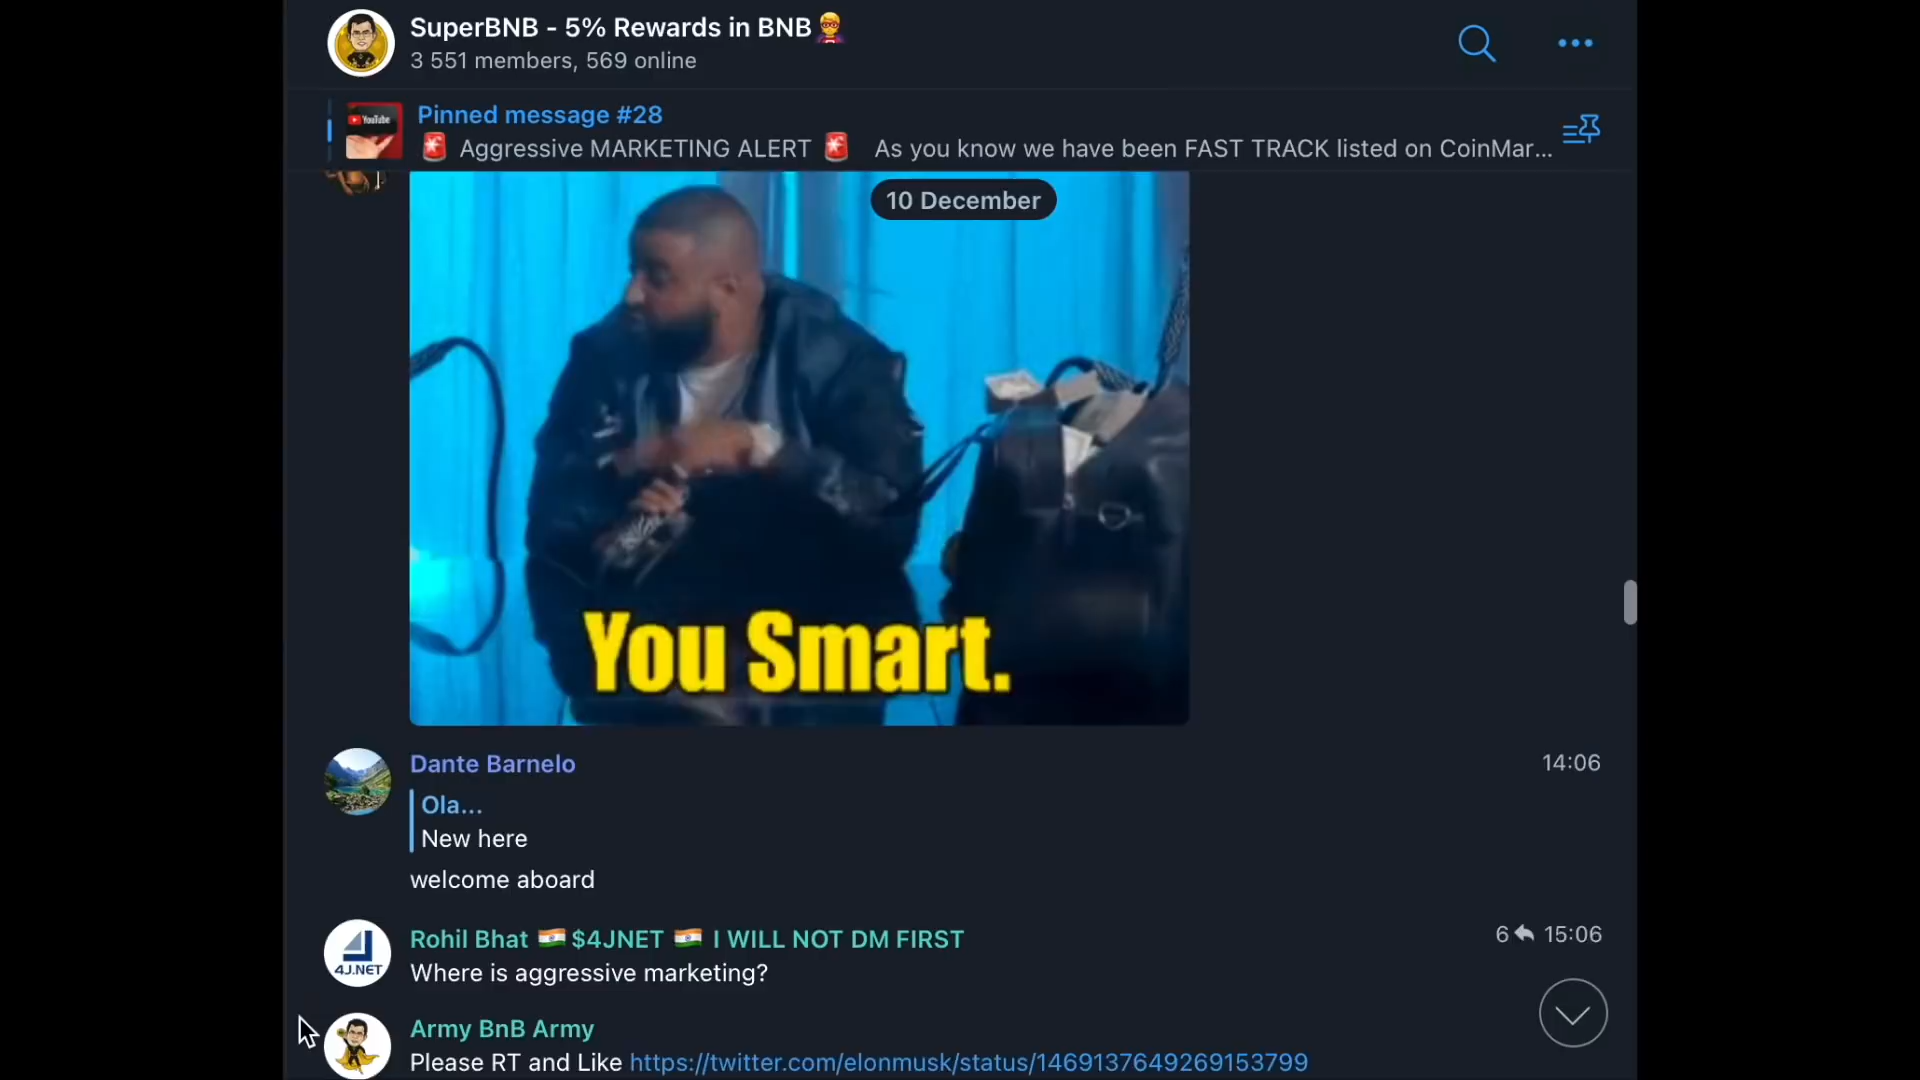 SuperBNB - 5% Rewards in BNB🦸
3 551 members, 569 online
YouTube
Pinned message #28
🚨 Aggressive MARKETING ALERT 🚨 As you know we have been FAST TRACK listed on CoinMar...
10 December
You Smart.
Dante Barnelo 14:06
Ola...
New here
welcome aboard
Rohil Bhat 🇮🇳 $4JNET 🇮🇳 I WILL NOT DM FIRST 6 15:06
4J.NET
Where is aggressive marketing?
Army BnB Army
Please RT and Like https://twitter.com/elonmusk/status/1469137649269153799